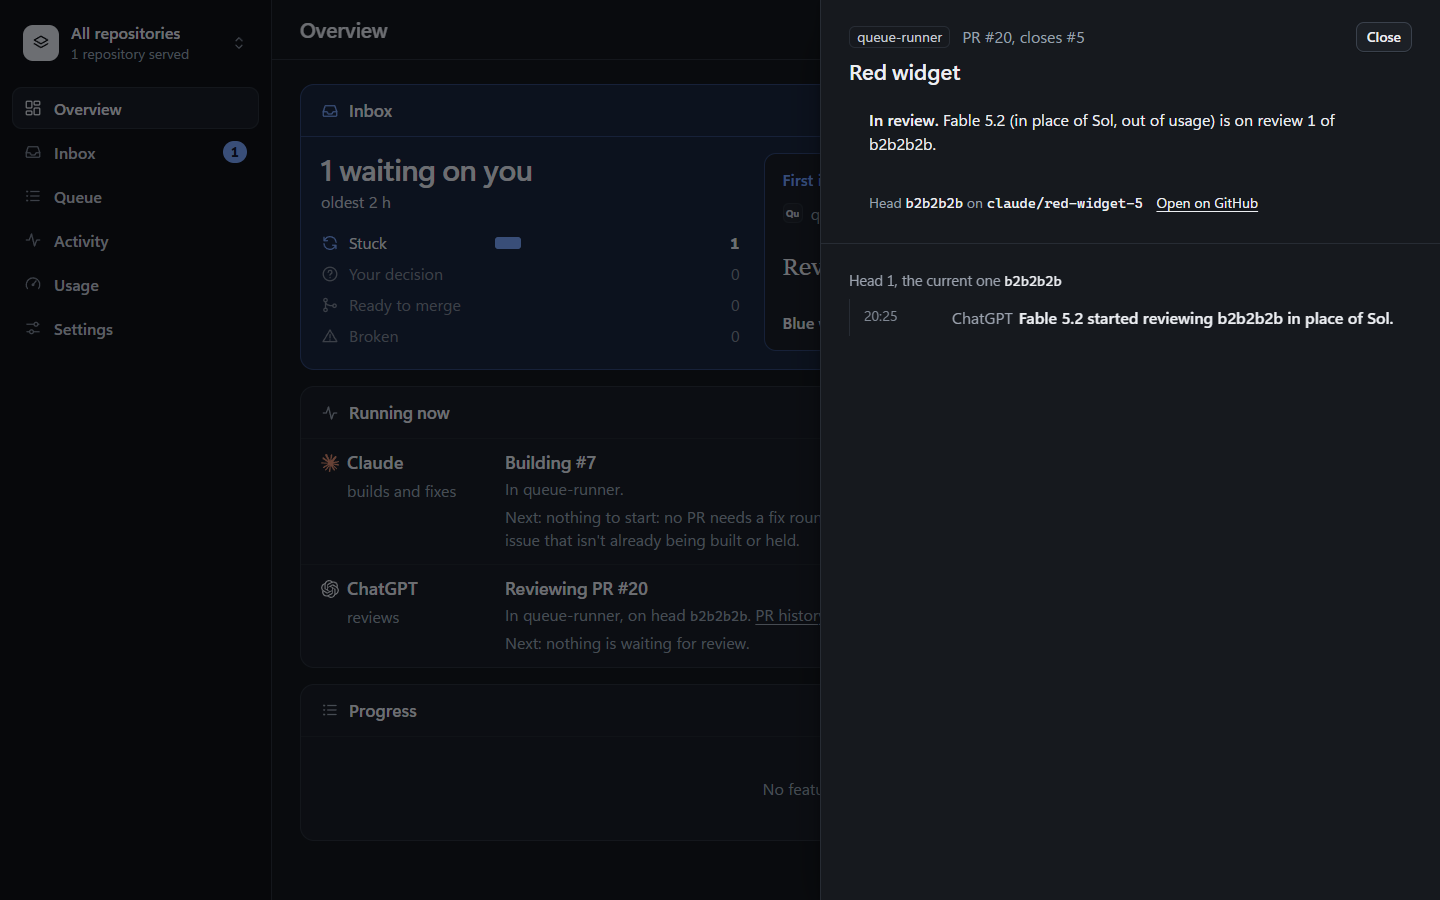 All repositories
1 repository served
Overview
Inbox
1
Queue
Activity
Usage
Settings
Overview
Inbox
1 waiting on you
oldest 2 h
Stuck
1
Your decision
0
Ready to merge
0
Broken
0
First i
Qu q
Rev
Blue
Running now
Claude
builds and fixes
Building #7
In queue-runner.
Next: nothing to start: no PR needs a fix roun
issue that isn't already being built or held.
ChatGPT
reviews
Reviewing PR #20
In queue-runner, on head b2b2b2b. PR histor
Next: nothing is waiting for review.
Progress
No featu
queue-runner PR #20, closes #5
Close
Red widget
In review. Fable 5.2 (in place of Sol, out of usage) is on review 1 of
b2b2b2b.
Head b2b2b2b on claude/red-widget-5 Open on GitHub
Head 1, the current one b2b2b2b
20:25 ChatGPT Fable 5.2 started reviewing b2b2b2b in place of Sol.